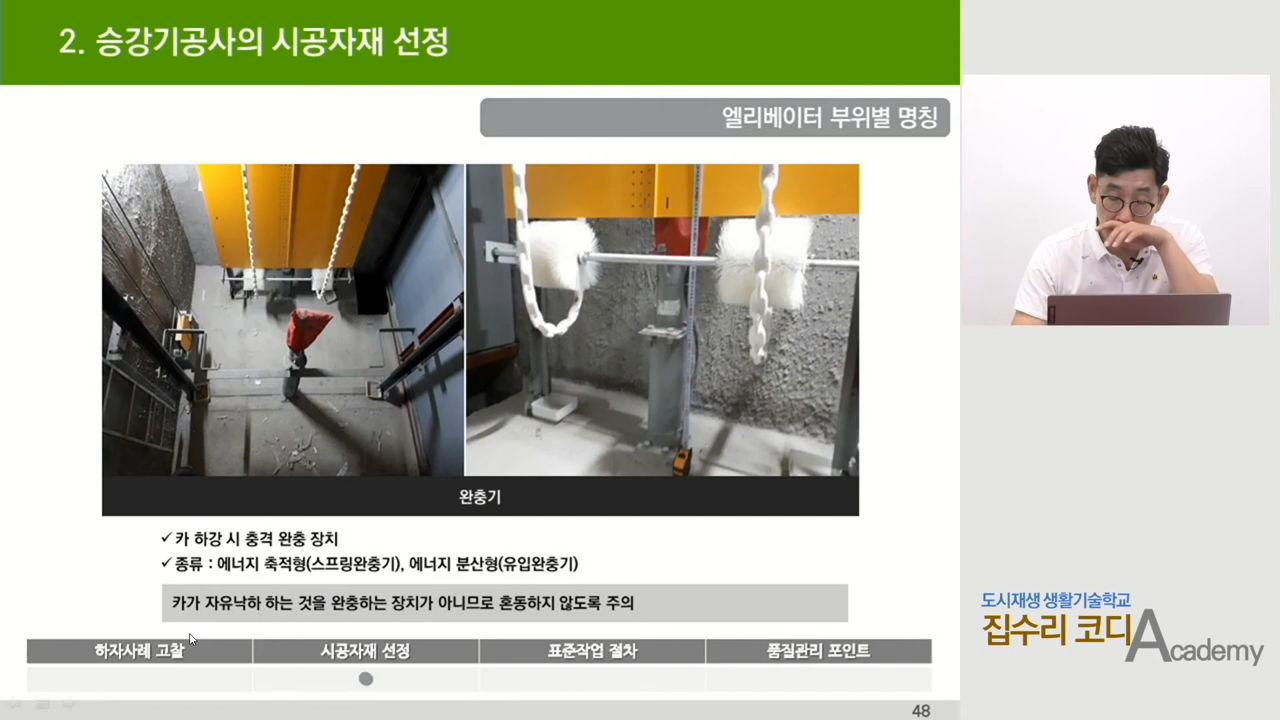 2. 승강기공사의 시공자재 선정
엘리베이터 부위별 명칭
완충기
✓카 하강 시 충격 완충 장치
✓종류 : 에너지 축적형(스프링완충기), 에너지 분산형(유입완충기)
카가 자유낙하 하는 것을 완충하는 장치가 아니므로 혼동하지 않도록 주의
하자사례 고찰 시공자재 선정 표준작업 절차 품질관리 포인트
48
도시재생 생활기술학교
집수리 코디 Academy